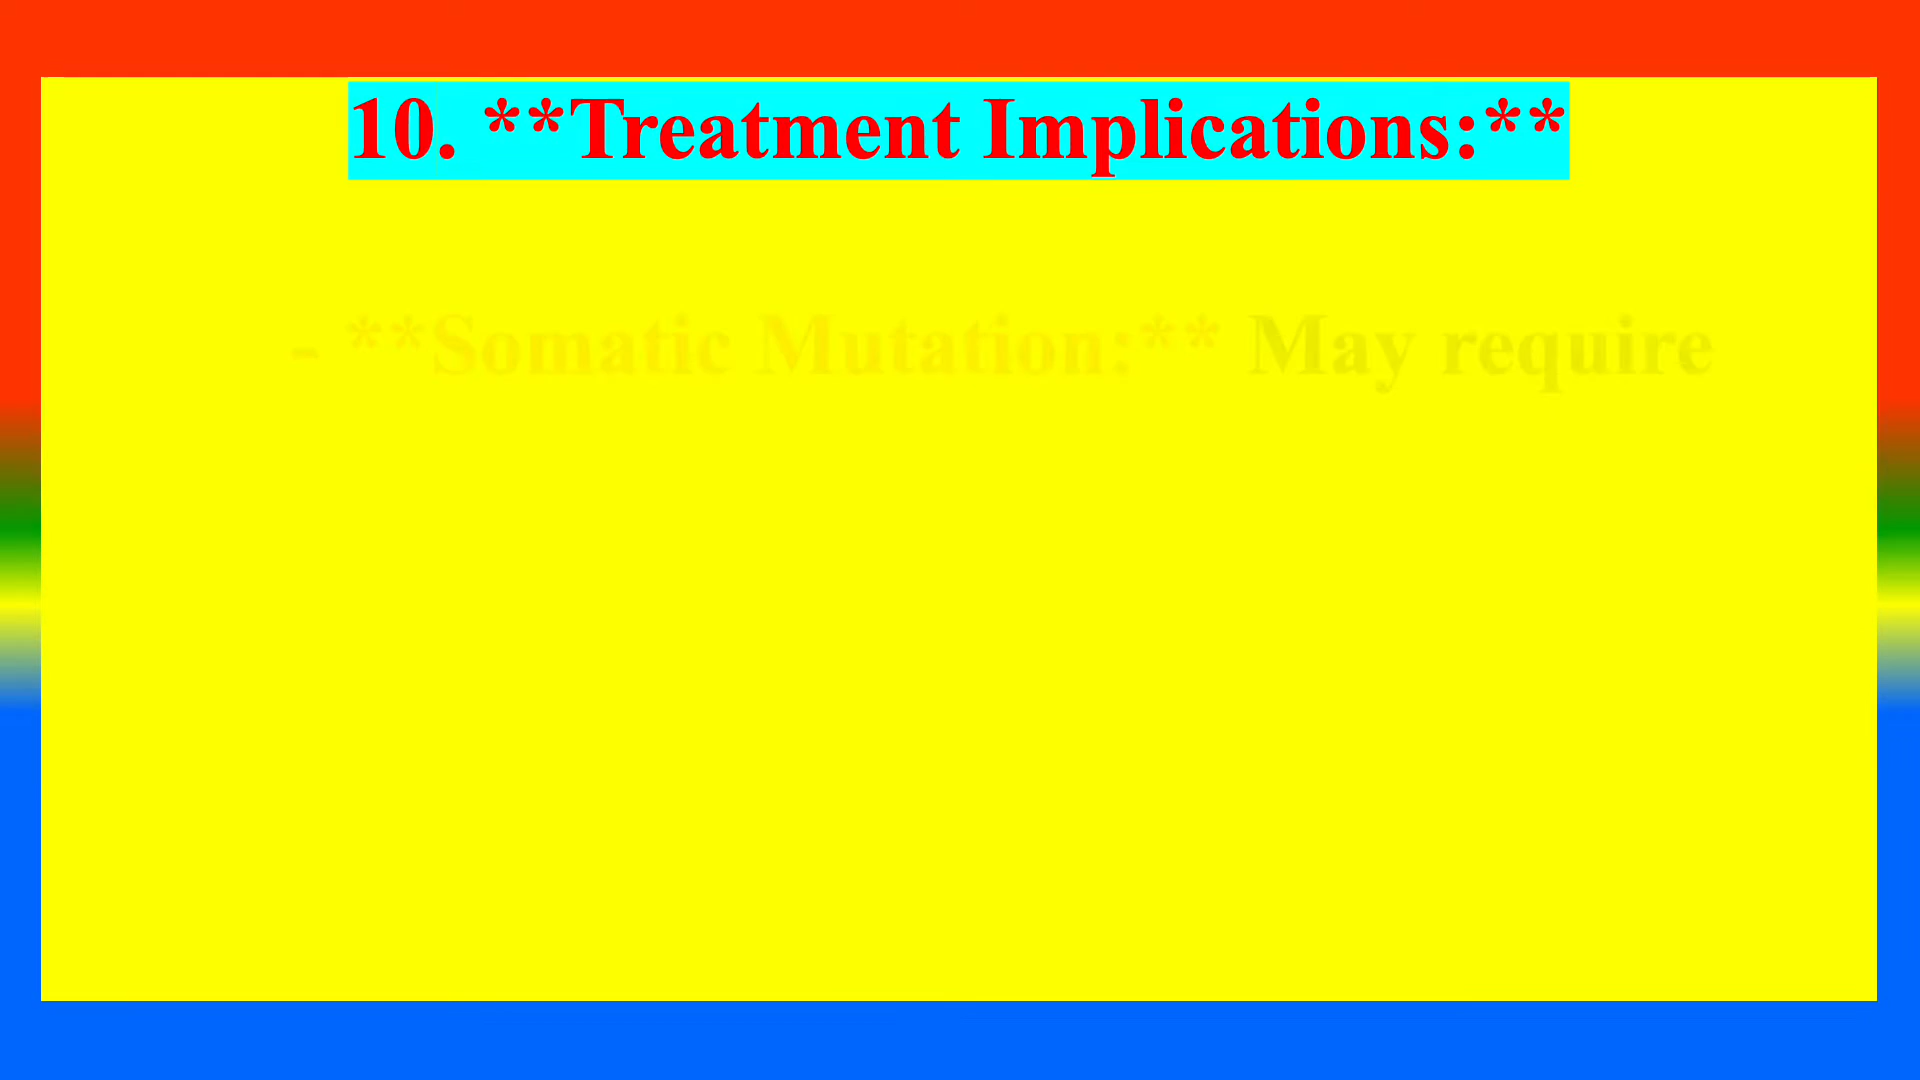 10. **Treatment Implications:**
- **Somatic Mutation:** May require